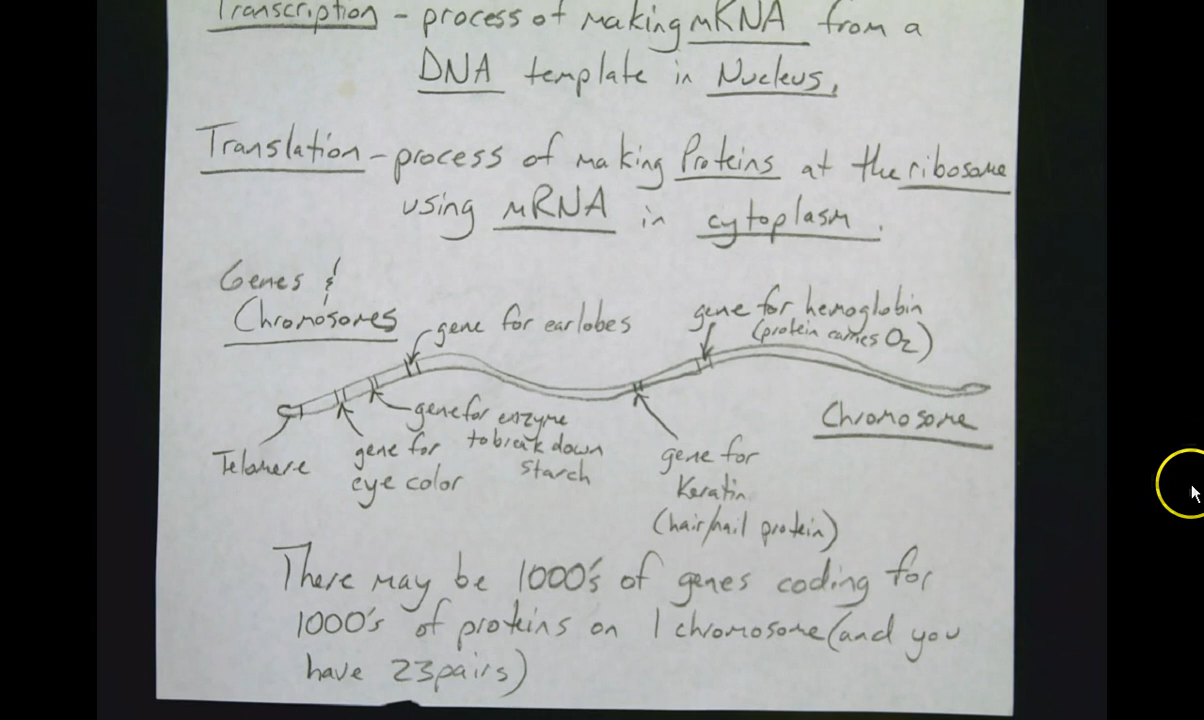 Transcription - process of making mRNA from a
DNA template in Nucleus.
Translation - process of making Proteins at the ribosome
using mRNA in cytoplasm.
Genes &
Chromosomes
gene for earlobes
gene for hemoglobin
(protein carries O2)
Chromosome
gene for enzyme
to break down
starch
Telomere
gene for
eye color
gene for
Keratin
(hair/nail protein)
There may be 1000's of genes coding for
1000's of proteins on 1 chromosome (and you
have 23 pairs)